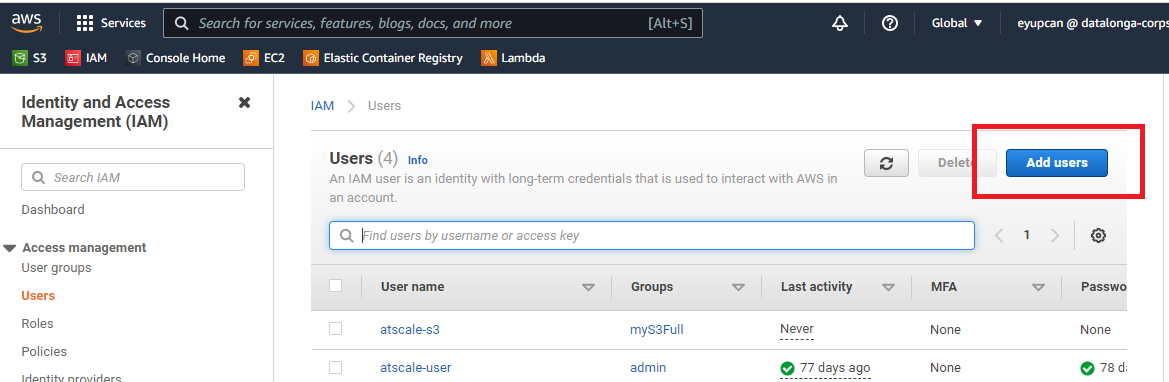 aws
Services
Search for services, features, blogs, docs, and more [Alt+S]
Global
eyupcan @ datalonga-corps
S3
IAM
Console Home
EC2
Elastic Container Registry
Lambda
Identity and Access
Management (IAM)
Search IAM
Dashboard
Access management
User groups
Users
Roles
Policies
Identity providers
IAM > Users
Users (4) Info
An IAM user is an identity with long-term credentials that is used to interact with AWS in
an account.
Delete
Add users
Find users by username or access key
1
User name Groups Last activity MFA Passwo
atscale-s3 myS3Full Never None None
atscale-user admin 77 days ago None 78 d